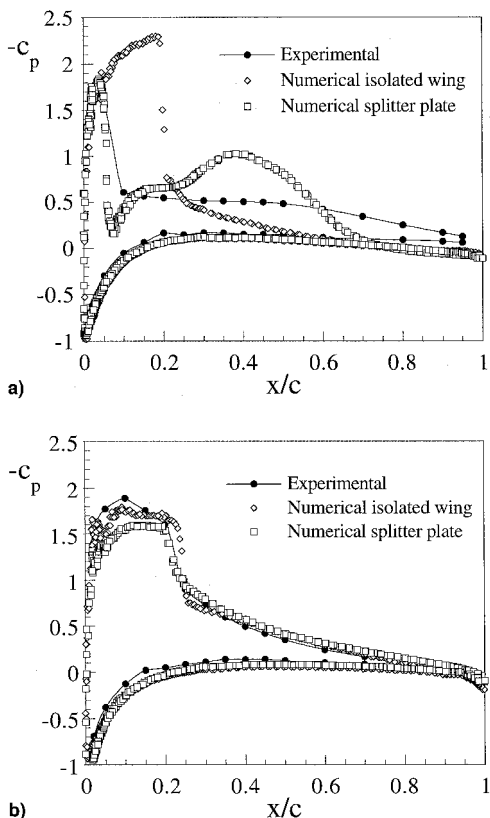 -c p
2.5
2
1.5
1
0.5
0
-0.5
-1
Experimental
Numerical isolated wing
Numerical splitter plate
0 0.2 0.4 0.6 0.8 1
x/c
a)
-c p
2.5
2
1.5
1
0.5
0
-0.5
-1
Experimental
Numerical isolated wing
Numerical splitter plate
0 0.2 0.4 0.6 0.8 1
x/c
b)